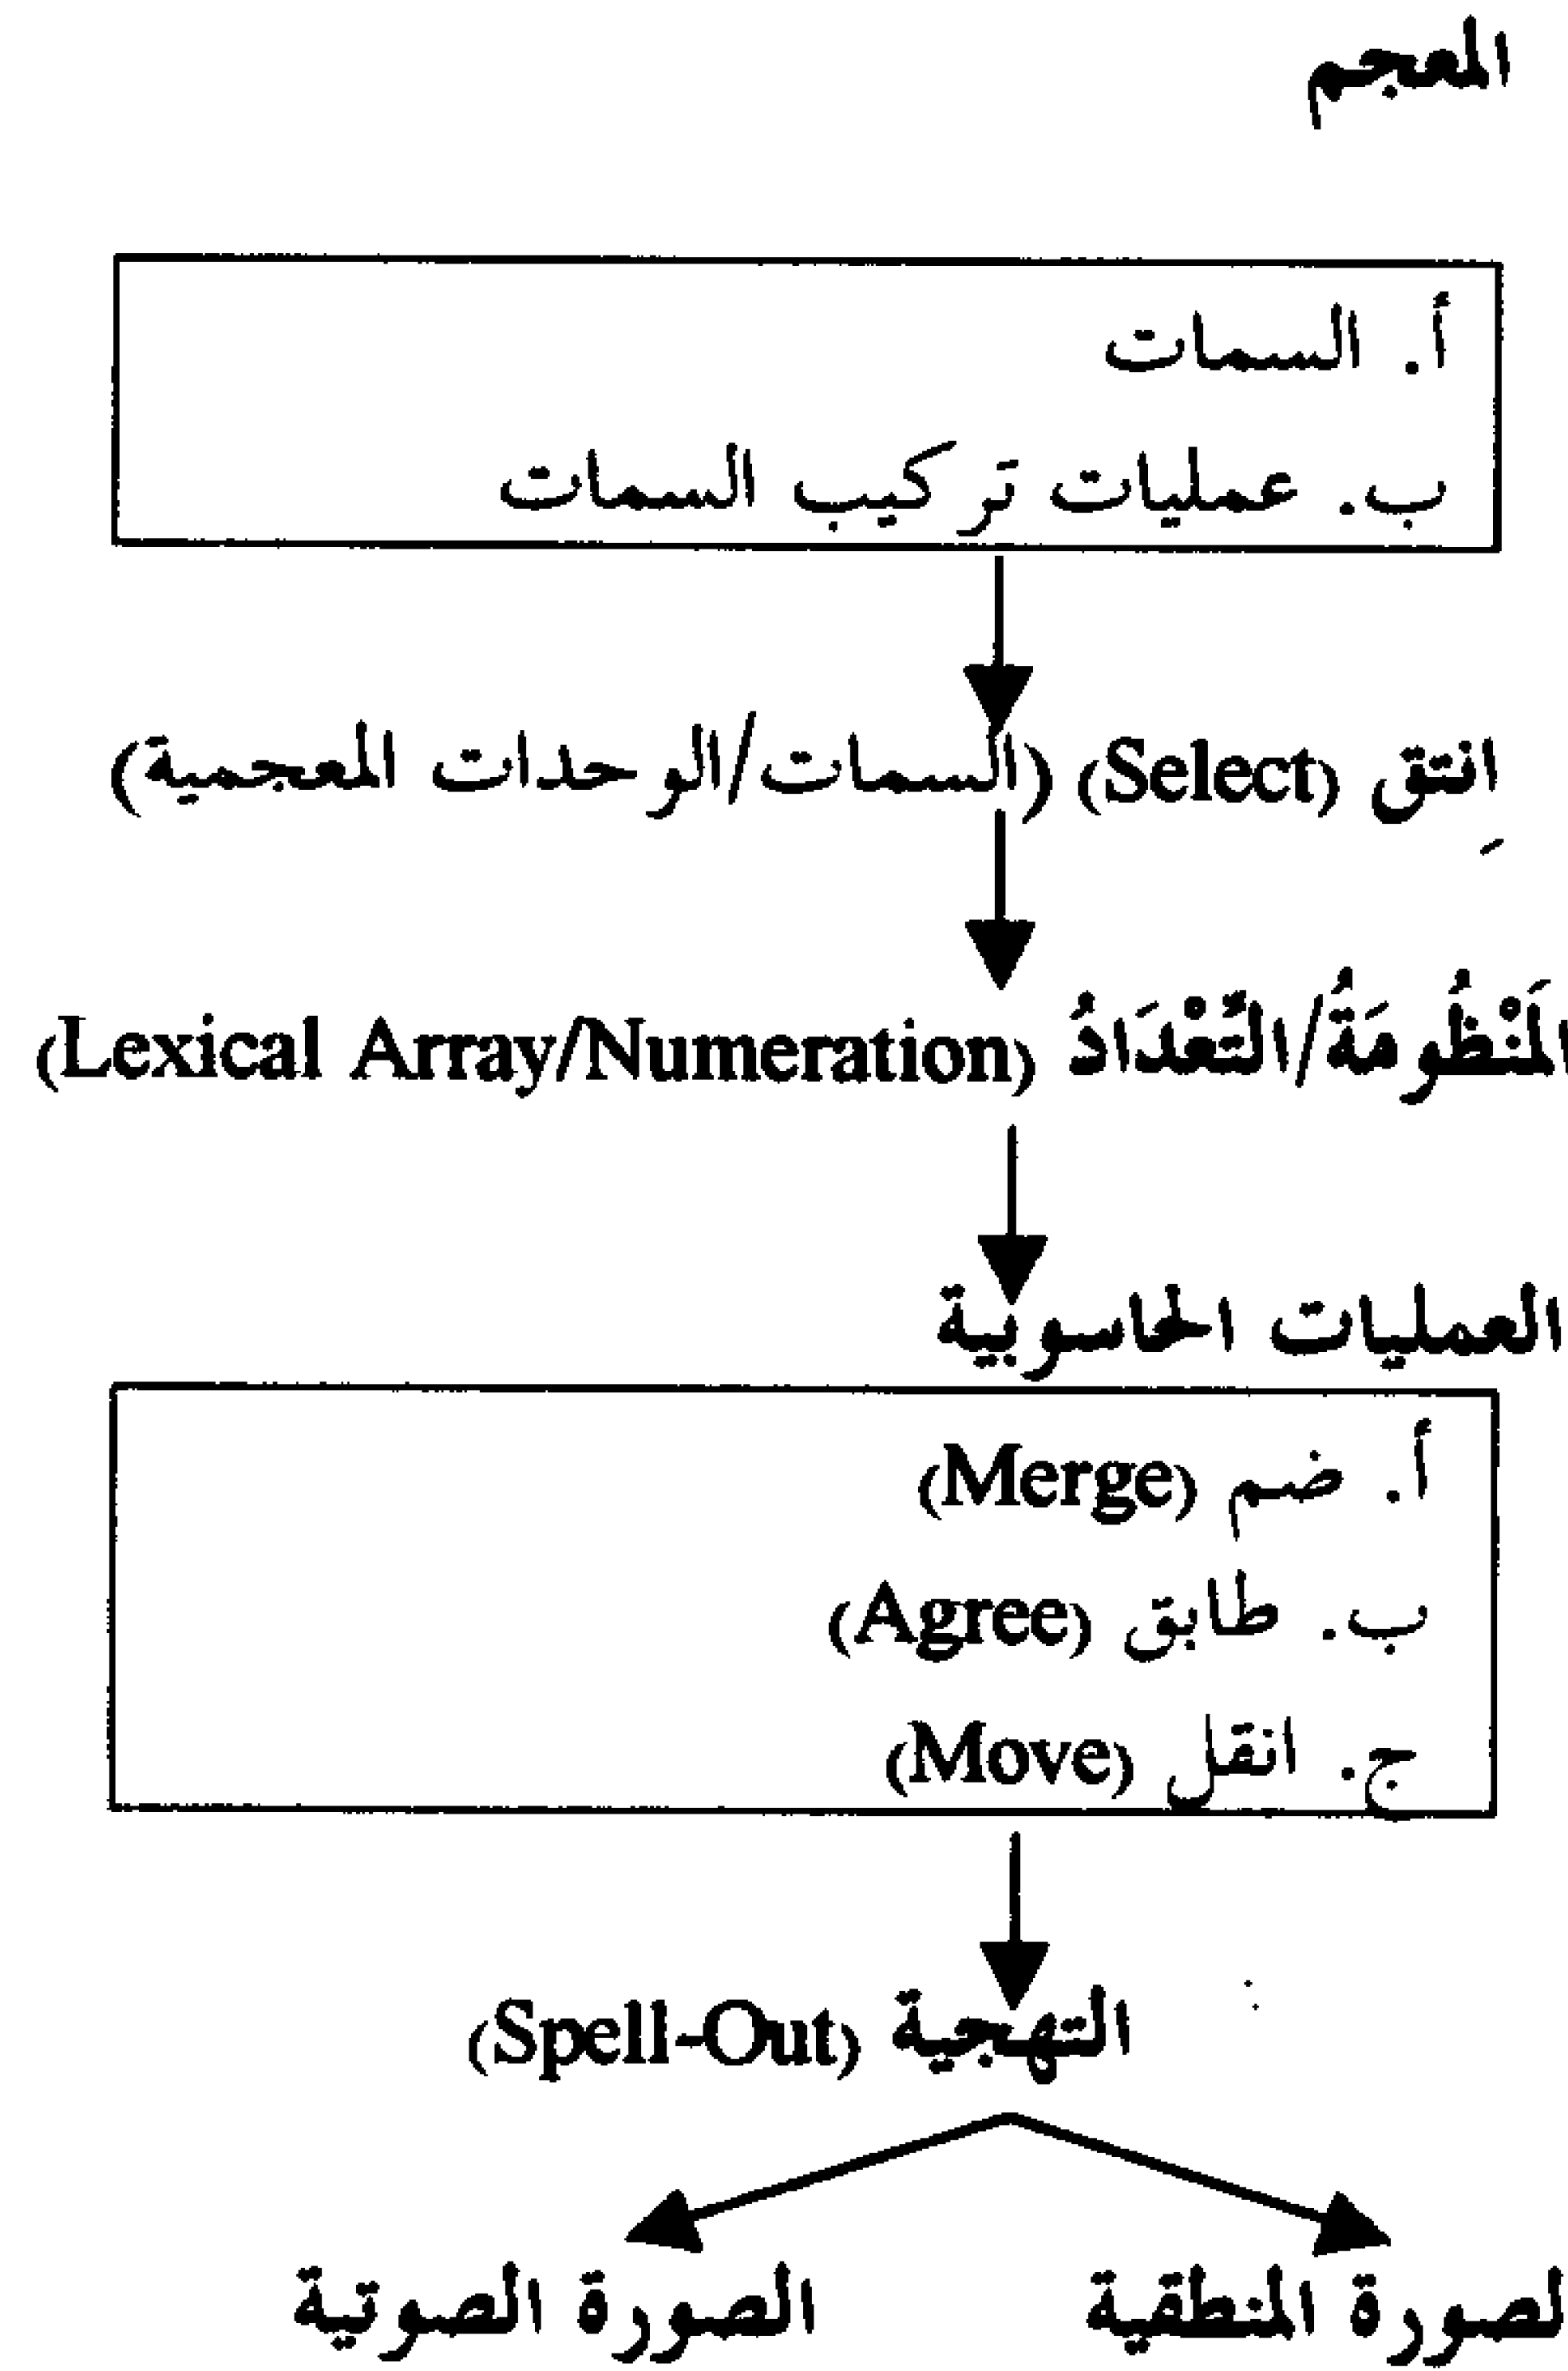 المعجم
أ. السمات
ب. عمليات تركيب السمات
اِنتق (Select) (السمات/الوحدات المعجمية)
المَنْظُومَةُ/التَّعْدَادُ (Lexical Array/Numeration)
العمليات الحاسوبية
أ. ضم (Merge)
ب. طابق (Agree)
ج. انقل (Move)
التهجية (Spell-Out)
لصورة المنطقية الصورة الصوتية